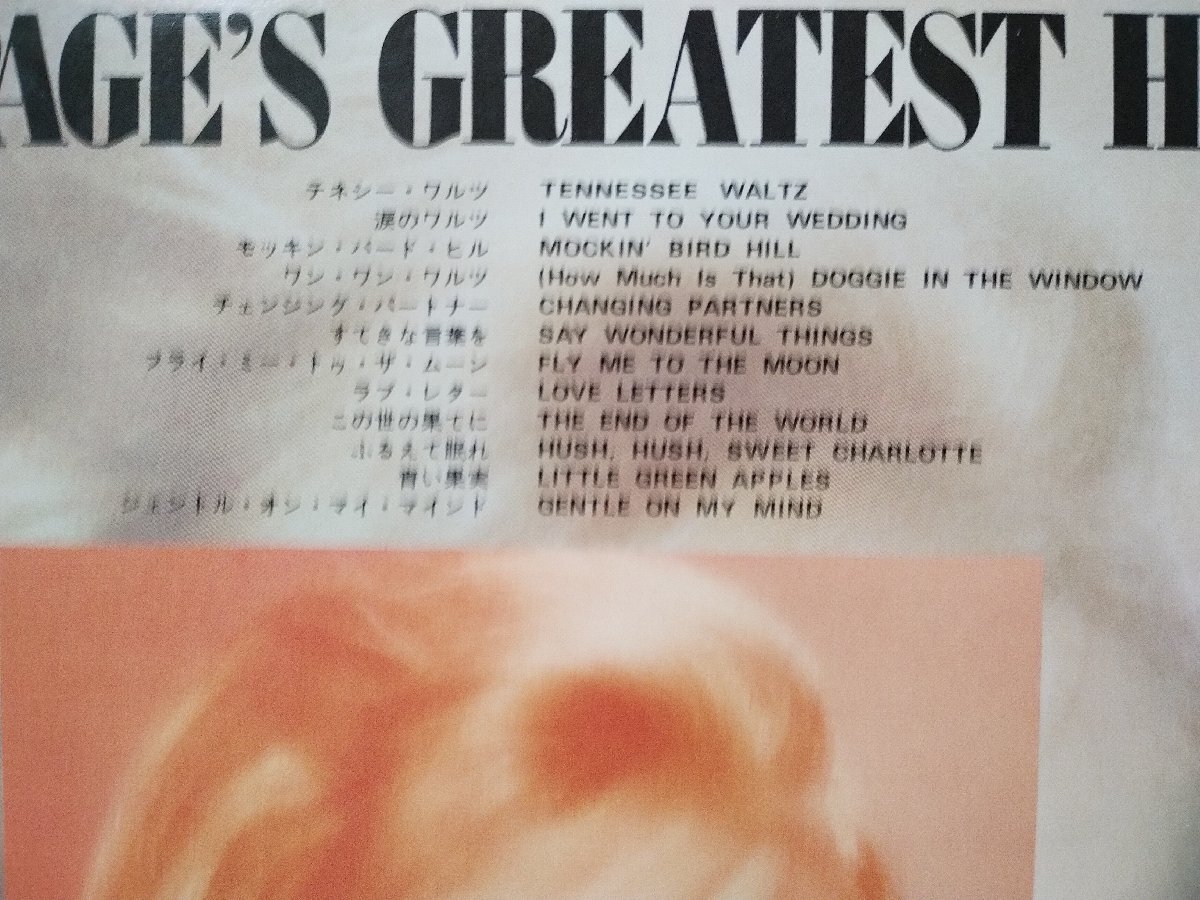 PAGE'S GREATEST H
テネシー・ワルツ TENNESSEE WALTZ
涙のワルツ I WENT TO YOUR WEDDING
モッキン・バード・ヒル MOCKIN' BIRD HILL
ワン・ワン・ワルツ (How Much Is That) DOGGIE IN THE WINDOW
チェンジング・パートナー CHANGING PARTNERS
すてきな言葉を SAY WONDERFUL THINGS
フライ・ミー・トゥ・ザ・ムーン FLY ME TO THE MOON
ラブ・レター LOVE LETTERS
この世の果てに THE END OF THE WORLD
ふるえて眠れ HUSH, HUSH, SWEET CHARLOTTE
青い果実 LITTLE GREEN APPLES
ジェントル・オン・マイ・マインド GENTLE ON MY MIND